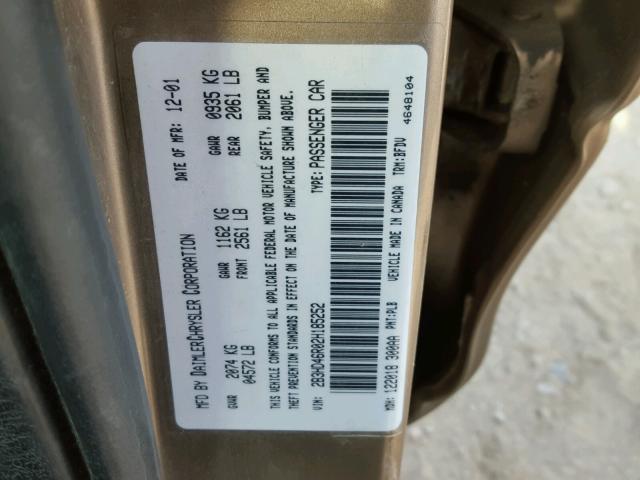 MFD BY DAIMLERCHRYSLER CORPORATION DATE OF MFR: 12-01
GVWR 2074 KG GAWR 1162 KG GAWR 0935 KG
04572 LB FRONT 2561 LB REAR 2061 LB
THIS VEHICLE CONFORMS TO ALL APPLICABLE FEDERAL MOTOR VEHICLE SAFETY, BUMPER AND
THEFT PREVENTION STANDARDS IN EFFECT ON THE DATE OF MANUFACTURE SHOWN ABOVE.
VIN: 2B3HD46R02H185252 TYPE: PASSENGER CAR
MDH: 122018 300AA PNT:PLB VEHICLE MADE IN CANADA TRM:BFDV
4648104